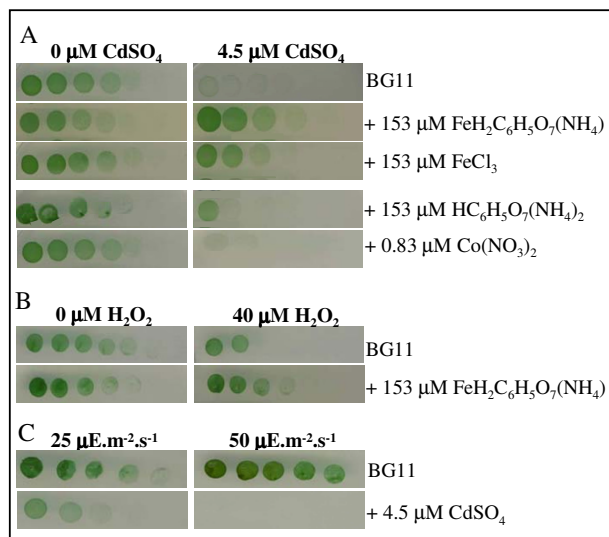 A
0 µM CdSO₄ 4.5 µM CdSO₄
BG11
+ 153 µM FeH₂C₆H₅O₇(NH₄)
+ 153 µM FeCl₃
+ 153 µM HC₆H₅O₇(NH₄)₂
+ 0.83 µM Co(NO₃)₂
B
0 µM H₂O₂ 40 µM H₂O₂
BG11
+ 153 µM FeH₂C₆H₅O₇(NH₄)
C
25 µE.m⁻².s⁻¹ 50 µE.m⁻².s⁻¹
BG11
+ 4.5 µM CdSO₄